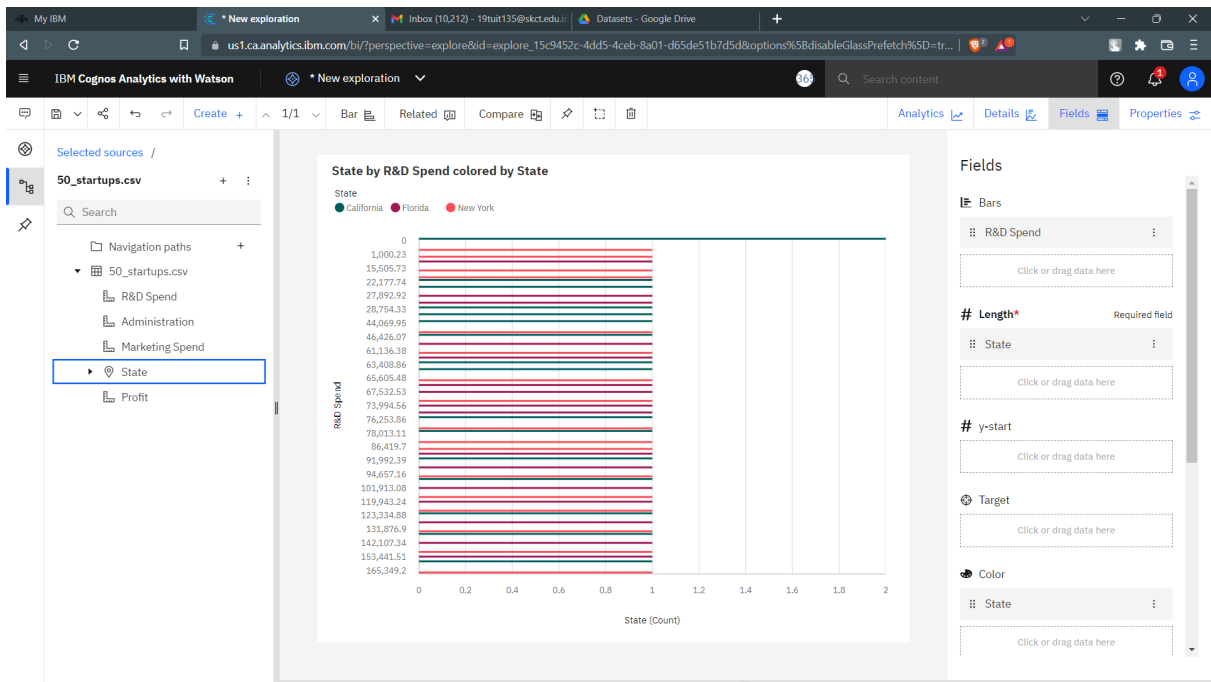 My IBM
* New exploration
Inbox (10,212) - 19tuit135@skct.edu.in
Datasets - Google Drive
us1.ca.analytics.ibm.com/bi/?perspective=explore&id=explore_15c9452c-4dd5-4ceb-8a01-d65de51b7d5d&options%5BdisableGlassPrefetch%5D=tr...
2
IBM Cognos Analytics with Watson
* New exploration
365
Search content
1
Create +
1/1
Bar
Related
Compare
Analytics
Details
Fields
Properties
Selected sources /
50_startups.csv
Search
Navigation paths
50_startups.csv
R&D Spend
Administration
Marketing Spend
State
Profit
State by R&D Spend colored by State
State
California
Florida
New York
R&D Spend
0
1,000.23
15,505.73
22,177.74
27,892.92
28,754.33
44,069.95
46,426.07
61,136.38
63,408.86
65,605.48
67,532.53
73,994.56
76,253.86
78,013.11
86,419.7
91,992.39
94,657.16
101,913.08
119,943.24
123,334.88
131,876.9
142,107.34
153,441.51
165,349.2
0 0.2 0.4 0.6 0.8 1 1.2 1.4 1.6 1.8 2
State (Count)
Fields
Bars
R&D Spend
Click or drag data here
# Length* Required field
State
Click or drag data here
# y-start
Click or drag data here
Target
Click or drag data here
Color
State
Click or drag data here